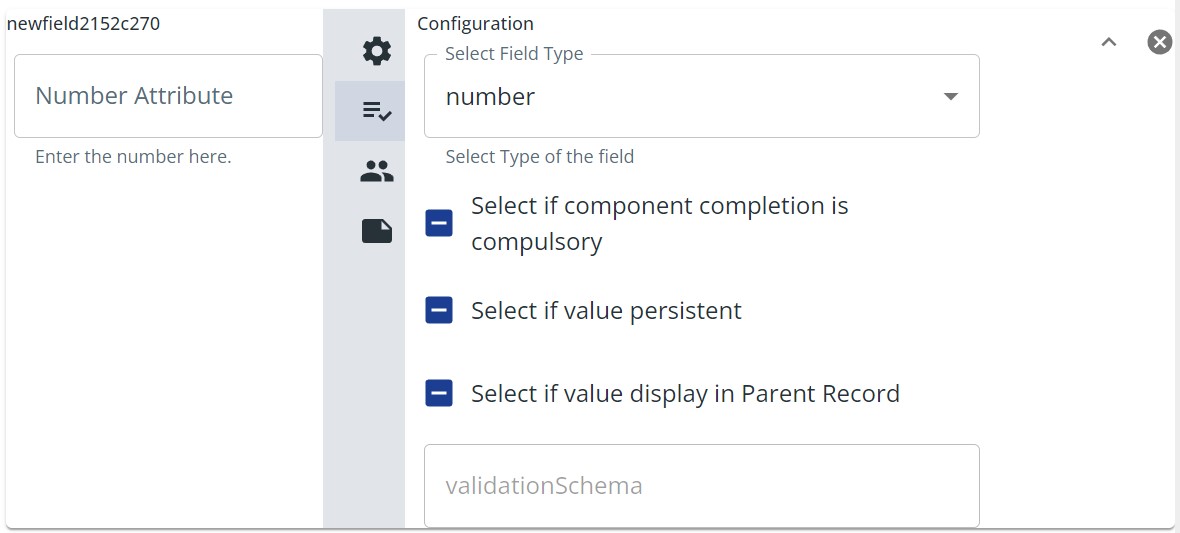 newfield2152c270
Number Attribute
Enter the number here.
Configuration
Select Field Type
number
Select Type of the field
Select if component completion is
compulsory
Select if value persistent
Select if value display in Parent Record
validationSchema